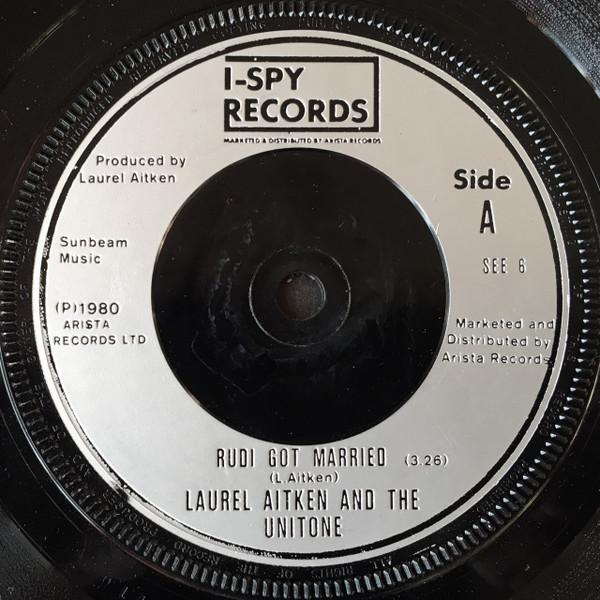 I-SPY
RECORDS
MARKETED & DISTRIBUTED BY ARISTA RECORDS
Produced by
Laurel Aitken
Side
A
Sunbeam
Music
SEE 6
(P)1980
ARISTA
RECORDS LTD
Marketed and
Distributed by
Arista Records
RUDI GOT MARRIED (3.26)
(L.Aitken)
LAUREL AITKEN AND THE
UNITONE